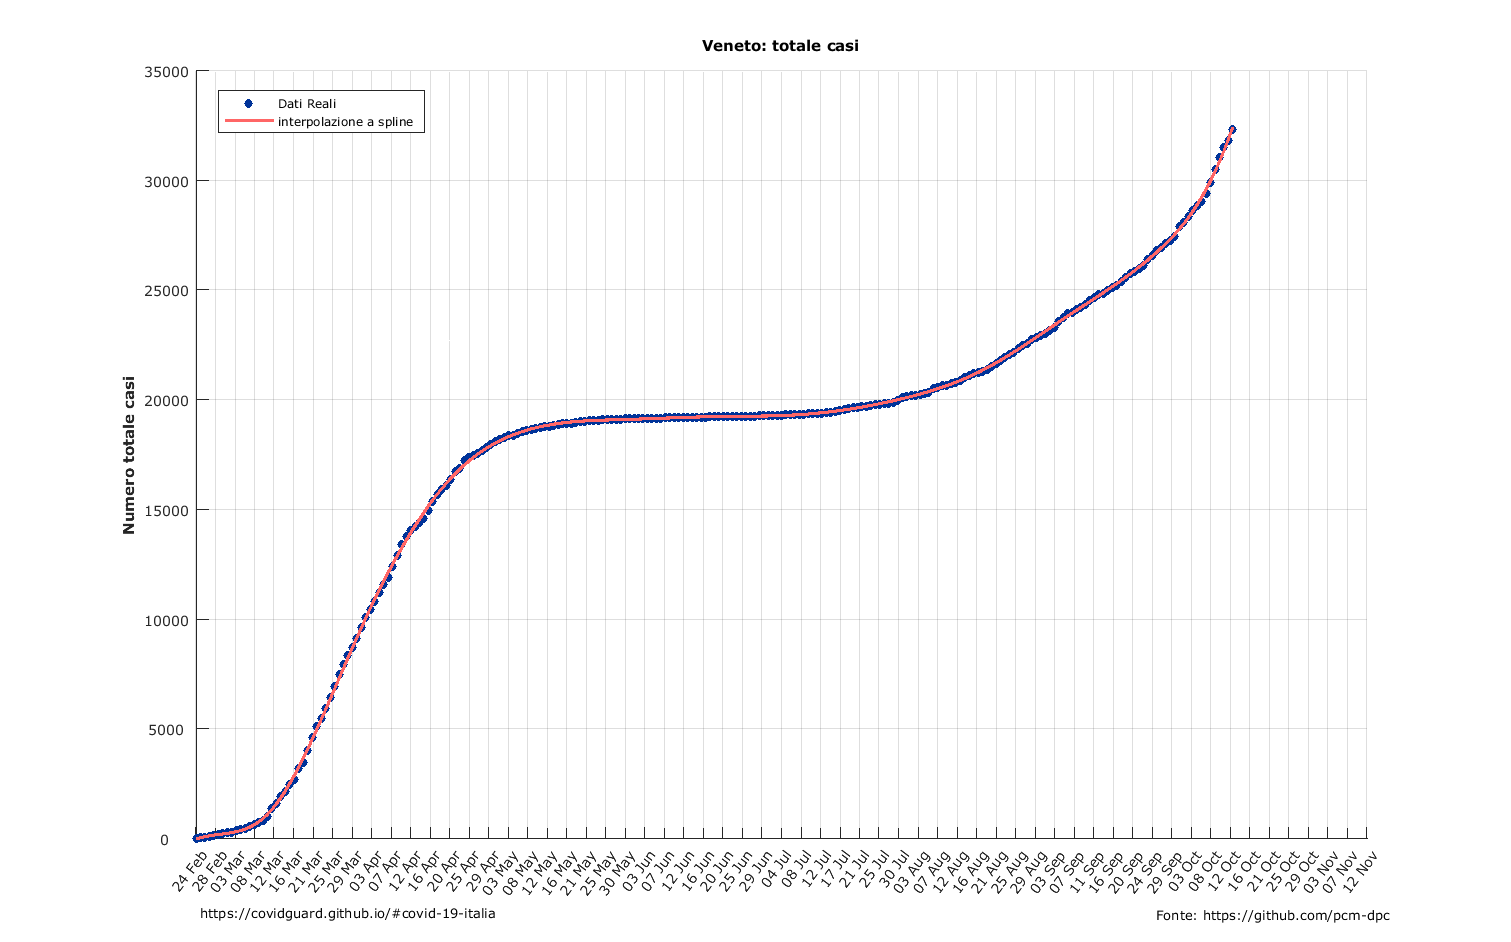 Veneto: totale casi
Dati Reali
interpolazione a spline
Numero totale casi
35000
30000
25000
20000
15000
10000
5000
0
24 Feb
28 Feb
03 Mar
08 Mar
12 Mar
16 Mar
21 Mar
25 Mar
29 Mar
03 Apr
07 Apr
12 Apr
16 Apr
20 Apr
25 Apr
29 Apr
03 May
08 May
12 May
16 May
21 May
25 May
30 May
03 Jun
07 Jun
12 Jun
16 Jun
20 Jun
25 Jun
29 Jun
04 Jul
08 Jul
12 Jul
17 Jul
21 Jul
25 Jul
30 Jul
03 Aug
07 Aug
12 Aug
16 Aug
21 Aug
25 Aug
29 Aug
03 Sep
07 Sep
11 Sep
16 Sep
20 Sep
24 Sep
29 Sep
03 Oct
08 Oct
12 Oct
16 Oct
21 Oct
25 Oct
29 Oct
03 Nov
07 Nov
12 Nov
https://covidguard.github.io/#covid-19-italia
Fonte: https://github.com/pcm-dpc